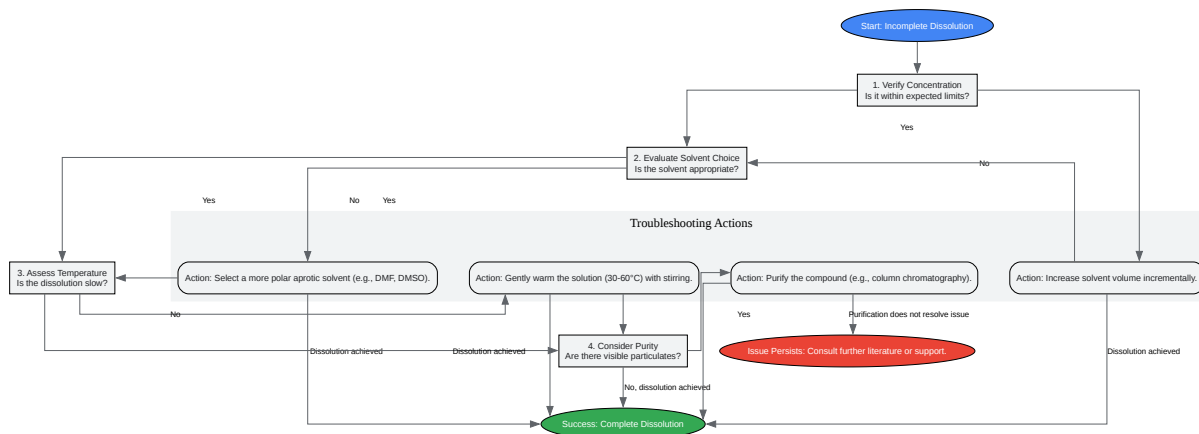 Start: Incomplete Dissolution
1. Verify Concentration
Is it within expected limits?
Yes
2. Evaluate Solvent Choice
Is the solvent appropriate?
No
Yes
No
Yes
Troubleshooting Actions
3. Assess Temperature
Is the dissolution slow?
Action: Select a more polar aprotic solvent (e.g., DMF, DMSO).
Action: Gently warm the solution (30-60°C) with stirring.
Action: Purify the compound (e.g., column chromatography).
Action: Increase solvent volume incrementally.
No
Yes
Purification does not resolve issue
4. Consider Purity
Are there visible particulates?
Dissolution achieved
Dissolution achieved
Issue Persists: Consult further literature or support.
Dissolution achieved
No, dissolution achieved
Success: Complete Dissolution